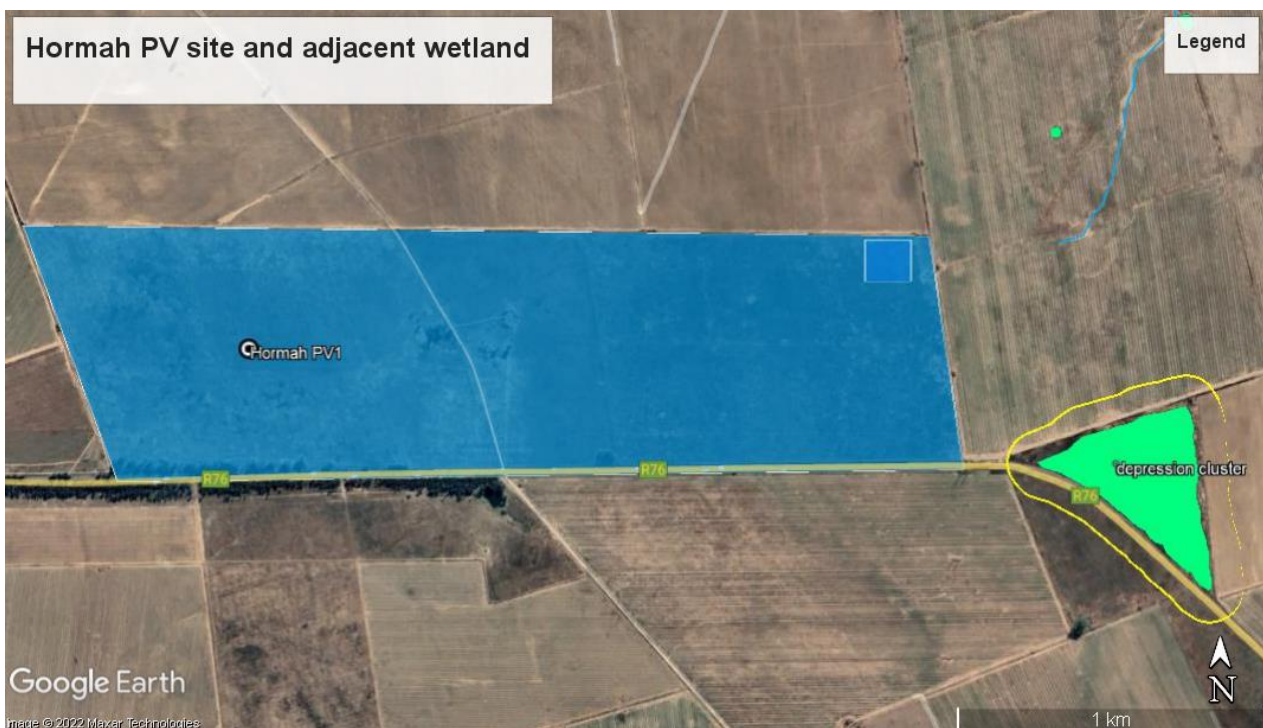 Hormah PV site and adjacent wetland
Legend
Hormah PV1
R76
R76
depression cluster
R76
Google Earth
N
Image © 2022 Maxar Technologies
1 km